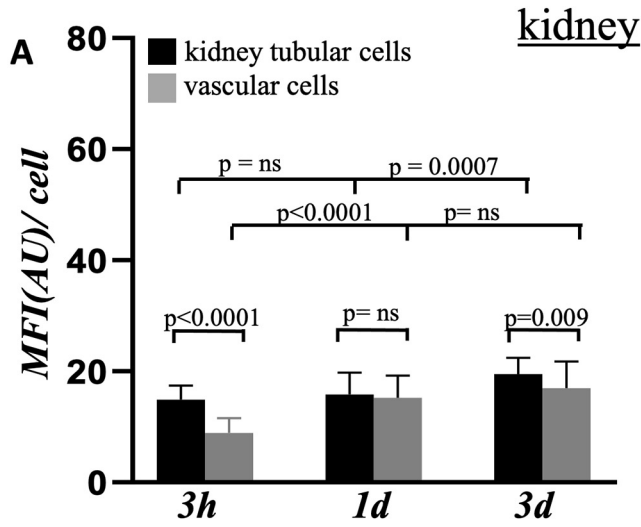 A
kidney
kidney tubular cells
vascular cells
MFI(AU)/ cell
80
60
40
20
0
p = ns
p = 0.0007
p<0.0001
p= ns
p<0.0001
p= ns
p=0.009
3h
1d
3d